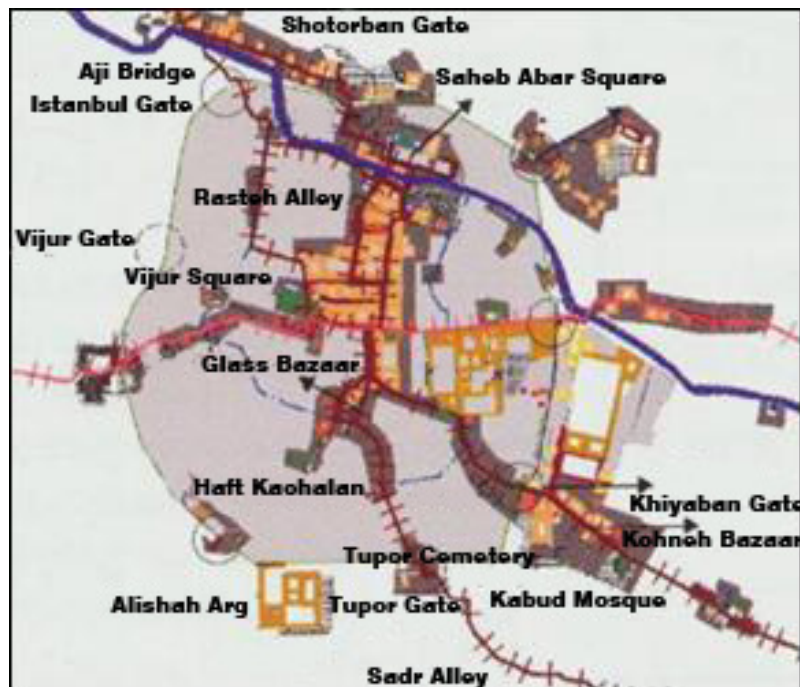 Shotorban Gate
Aji Bridge
Saheb Abar Square
Istanbul Gate
Rasteh Alley
Vijur Gate
Vijur Square
Glass Bazaar
Haft Kaohalan
Khiyaban Gate
Kohneh Bazaar
Tupor Cemetery
Alishah Arg
Tupor Gate
Kabud Mosque
Sadr Alley